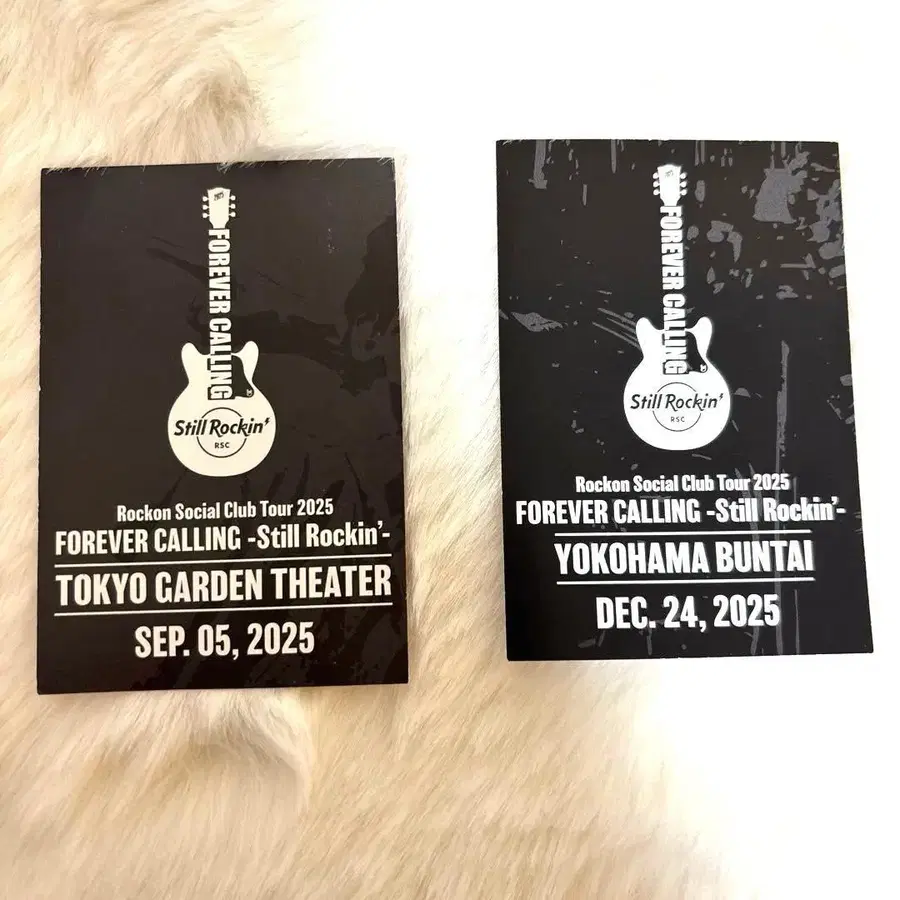 FOREVER CALLING
Still Rockin'
RSC
Rockon Social Club Tour 2025
FOREVER CALLING -Still Rockin'-
TOKYO GARDEN THEATER
SEP. 05, 2025
FOREVER CALLING
Still Rockin'
RSC
Rockon Social Club Tour 2025
FOREVER CALLING -Still Rockin'-
YOKOHAMA BUNTAI
DEC. 24, 2025